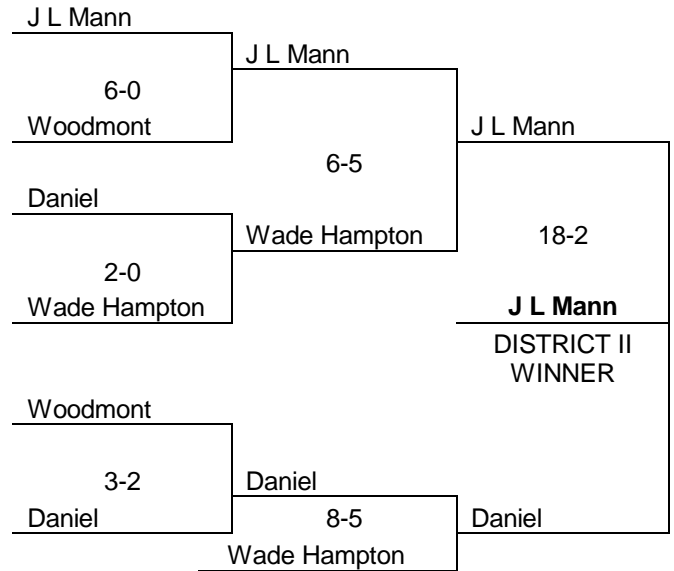 J L Mann
J L Mann
6-0
Woodmont
J L Mann
6-5
Daniel
Wade Hampton
18-2
2-0
Wade Hampton
J L Mann
DISTRICT II
WINNER
Woodmont
3-2
Daniel
Daniel
8-5
Daniel
Wade Hampton